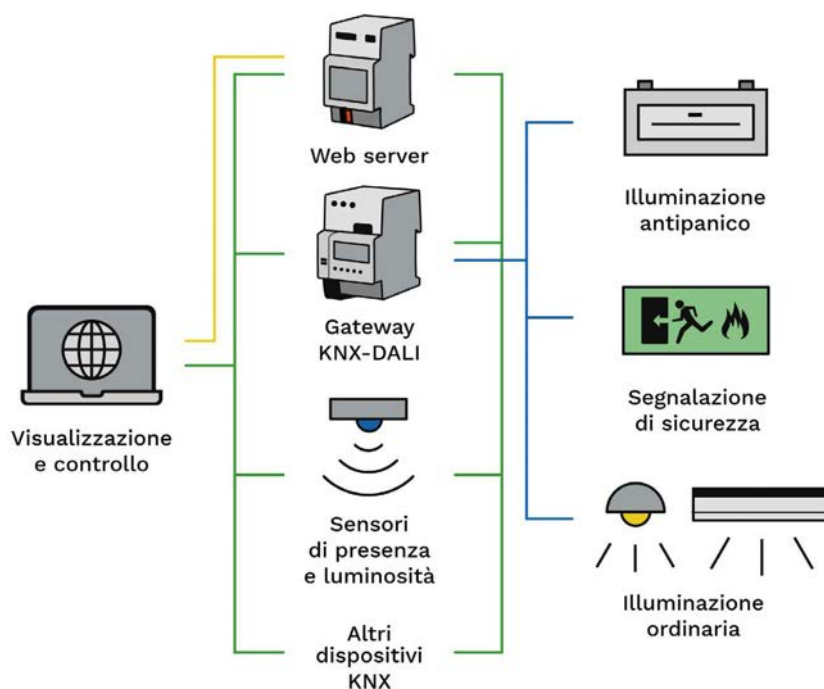 Web server
Gateway
KNX-DALI
Visualizzazione
e controllo
Sensori
di presenza
e luminosità
Altri
dispositivi
KNX
Illuminazione
antipanico
Segnalazione
di sicurezza
Illuminazione
ordinaria